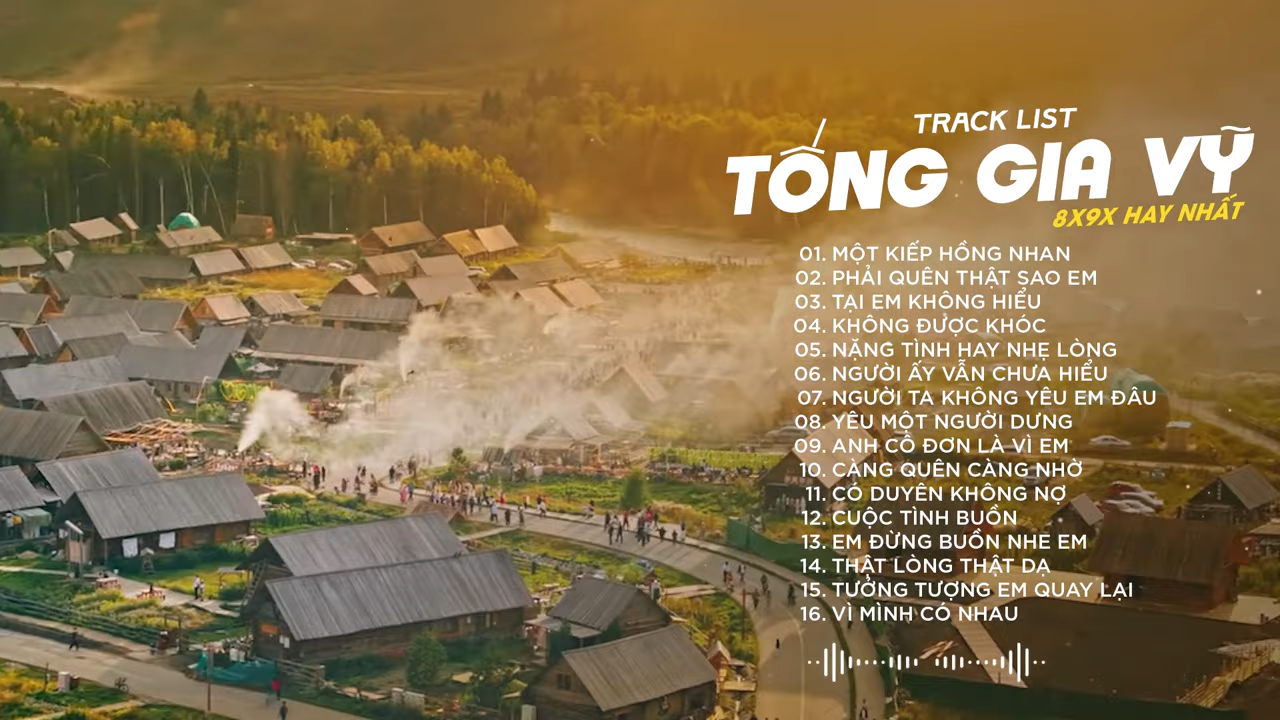 TRACK LIST
TỐNG GIA VỸ
8X9X HAY NHẤT
01. MỘT KIẾP HỒNG NHAN
02. PHẢI QUÊN THẬT SAO EM
03. TẠI EM KHÔNG HIỂU
04. KHÔNG ĐƯỢC KHÓC
05. NẶNG TÌNH HAY NHẸ LÒNG
06. NGƯỜI ẤY VẪN CHƯA HIỂU
07. NGƯỜI TA KHÔNG YÊU EM ĐÂU
08. YÊU MỘT NGƯỜI DƯNG
09. ANH CÔ ĐƠN LÀ VÌ EM
10. CÀNG QUÊN CÀNG NHỜ
11. CÓ DUYÊN KHÔNG NỢ
12. CUỘC TÌNH BUỒN
13. EM ĐỪNG BUỒN NHE EM
14. THẬT LÒNG THẬT DẠ
15. TƯỞNG TƯỢNG EM QUAY LẠI
16. VÌ MÌNH CÓ NHAU